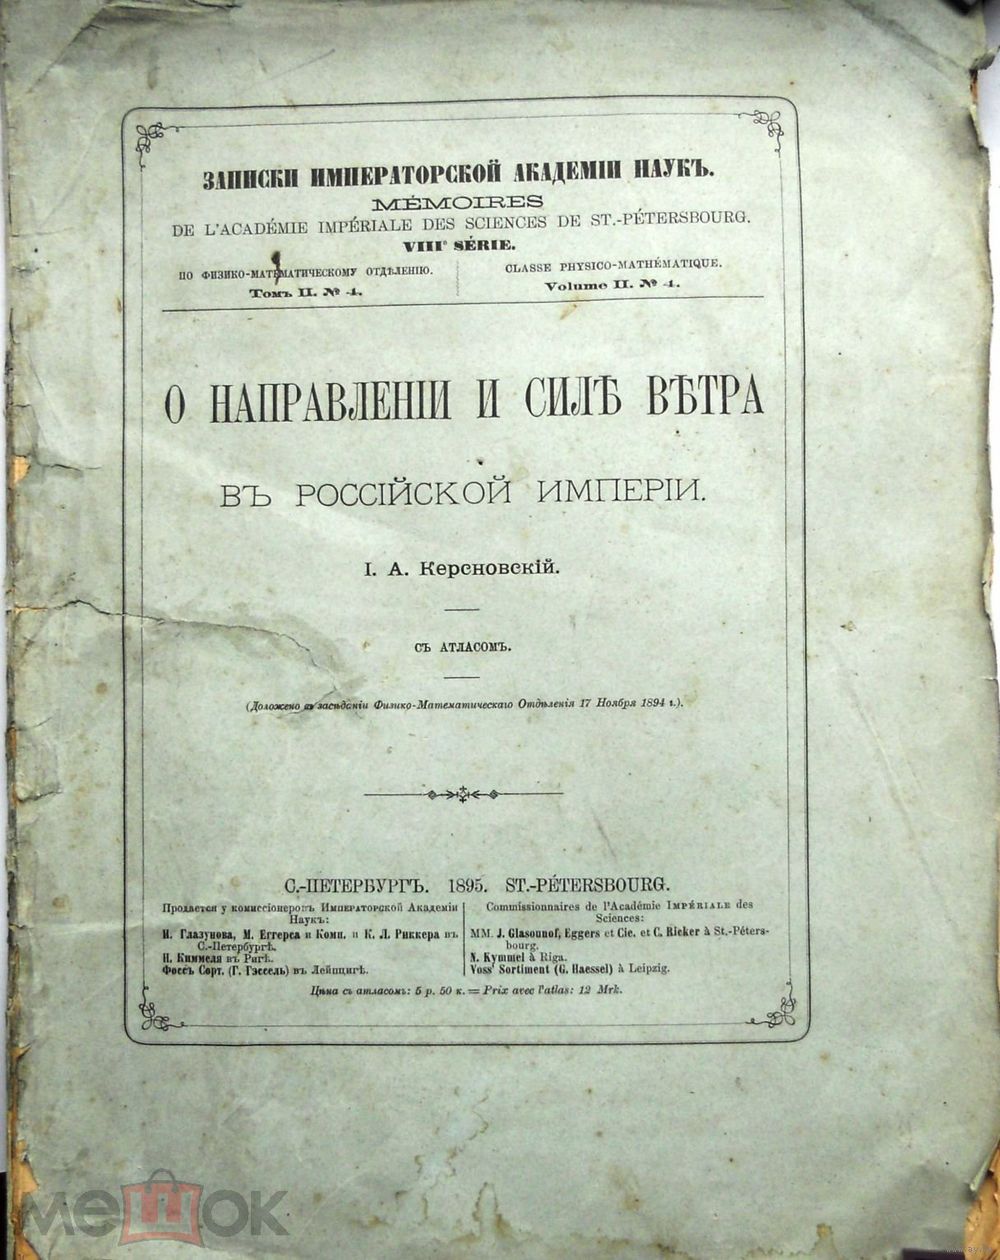 ЗАПИСКИ ИМПЕРАТОРСКОЙ АКАДЕМІИ НАУКЪ.
MÉMOIRES
DE L'ACADÉMIE IMPÉRIALE DES SCIENCES DE ST.-PÉTERSBOURG.
VIIIᵉ SÉRIE.
ПО ФИЗИКО-МАТЕМАТИЧЕСКОМУ ОТДѢЛЕНІЮ.
Томъ II. № 4.
CLASSE PHYSICO-MATHÉMATIQUE.
Volume II. № 4.
О НАПРАВЛЕНІИ И СИЛѢ ВѢТРА
ВЪ РОССІЙСКОЙ ИМПЕРІИ.
І. А. Керсновскій.
СЪ АТЛАСОМЪ.
(Доложено въ засѣданіи Физико-Математическаго Отдѣленія 17 Ноября 1894 г.).
С.-ПЕТЕРБУРГЪ. 1895. ST.-PÉTERSBOURG.
Продается у комиссіонеровъ Императорской Академіи
Наукъ:
И. Глазунова, М. Еггерса и Комп. и К. Л. Риккера въ
С.-Петербургѣ.
Н. Киммеля въ Ригѣ.
Фоссъ Сорт. (Г. Гэссель) въ Лейпцигѣ.
Commissionnaires de l'Académie IMPÉRIALE des
Sciences:
MM. J. Glasounof, Eggers et Cie. et C. Ricker à St.-Péters-
bourg.
N. Kymmel à Riga.
Voss' Sortiment (G. Haessel) à Leipzig.
Цѣна съ атласомъ: 5 р. 50 к. = Prix avec l'atlas: 12 Mrk.
мешок